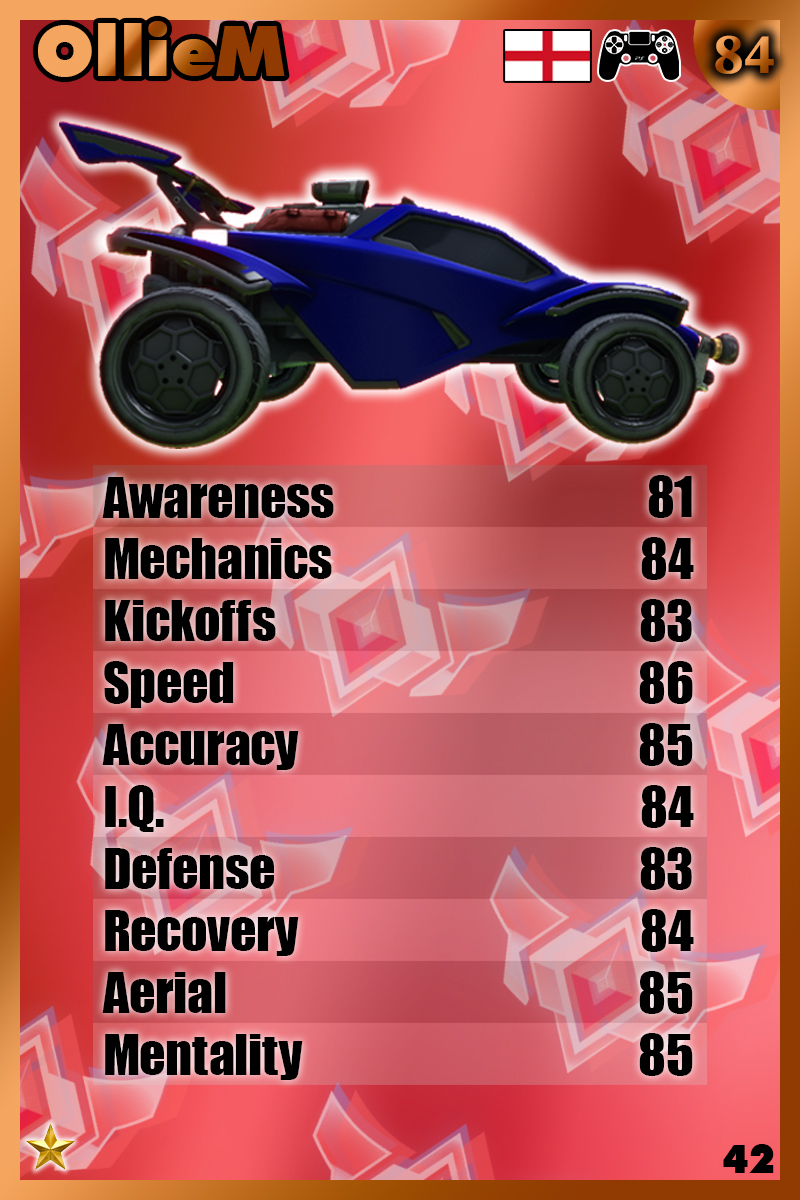 OllieM 84
Awareness 81
Mechanics 84
Kickoffs 83
Speed 86
Accuracy 85
I.Q. 84
Defense 83
Recovery 84
Aerial 85
Mentality 85
42